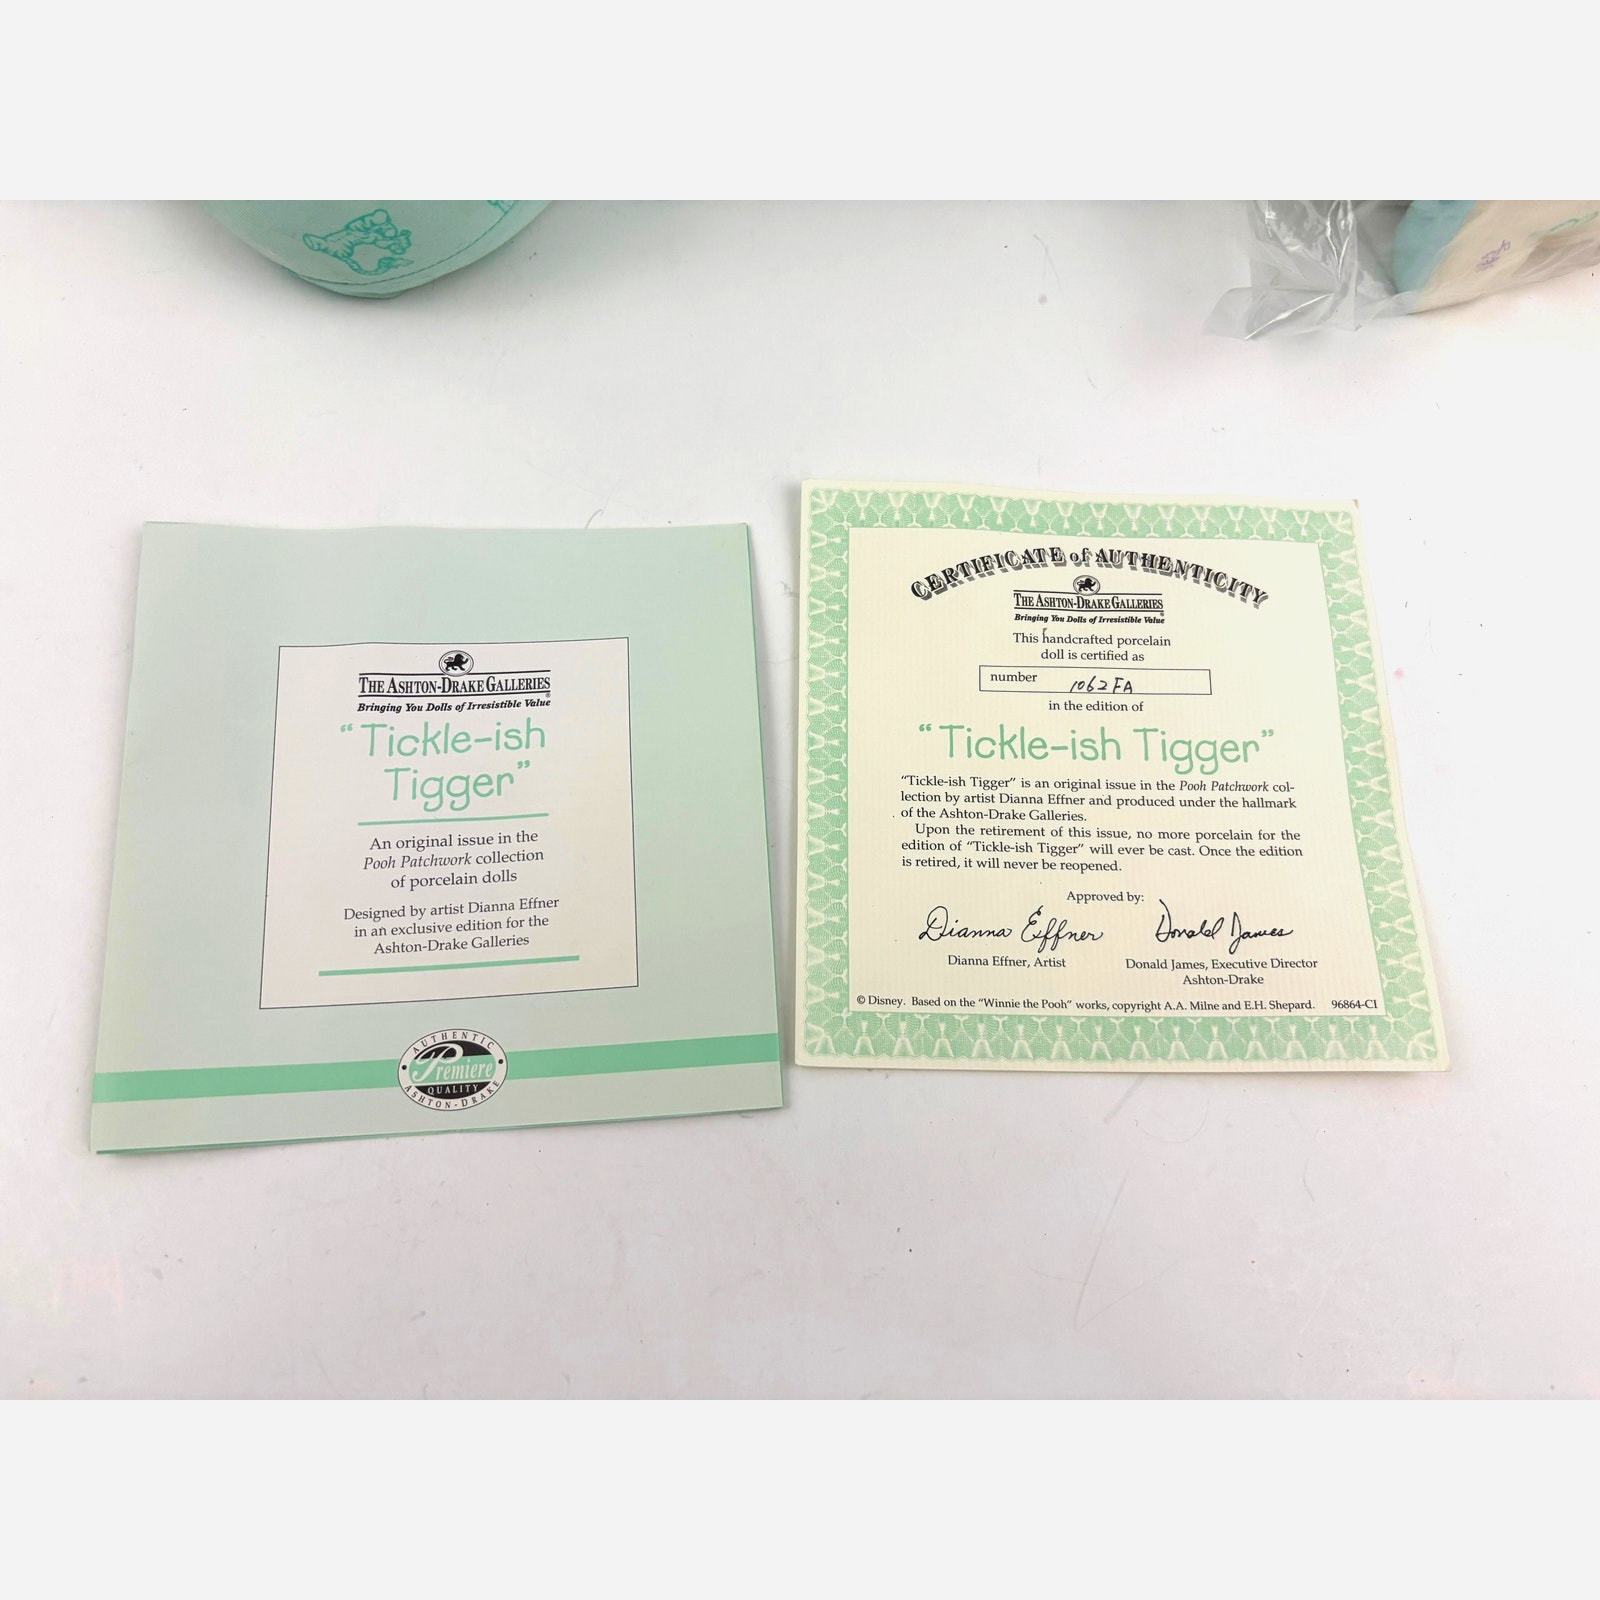 THE ASHTON-DRAKE GALLERIES
®
Bringing You Dolls of Irresistible Value
“Tickle-ish
Tigger”
An original issue in the
Pooh Patchwork collection
of porcelain dolls
Designed by artist Dianna Effner
in an exclusive edition for the
Ashton-Drake Galleries
AUTHENTIC
Premiere
QUALITY
ASHTON-DRAKE
CERTIFICATE of AUTHENTICITY
THE ASHTON-DRAKE GALLERIES
®
Bringing You Dolls of Irresistible Value
This handcrafted porcelain
doll is certified as
number 1062FA
in the edition of
“Tickle-ish Tigger”
“Tickle-ish Tigger” is an original issue in the Pooh Patchwork col-
lection by artist Dianna Effner and produced under the hallmark
of the Ashton-Drake Galleries.
Upon the retirement of this issue, no more porcelain for the
edition of “Tickle-ish Tigger” will ever be cast. Once the edition
is retired, it will never be reopened.
Approved by:
Dianna Effner Donald James
Dianna Effner, Artist Donald James, Executive Director
Ashton-Drake
© Disney. Based on the “Winnie the Pooh” works, copyright A.A. Milne and E.H. Shepard. 96864-CI